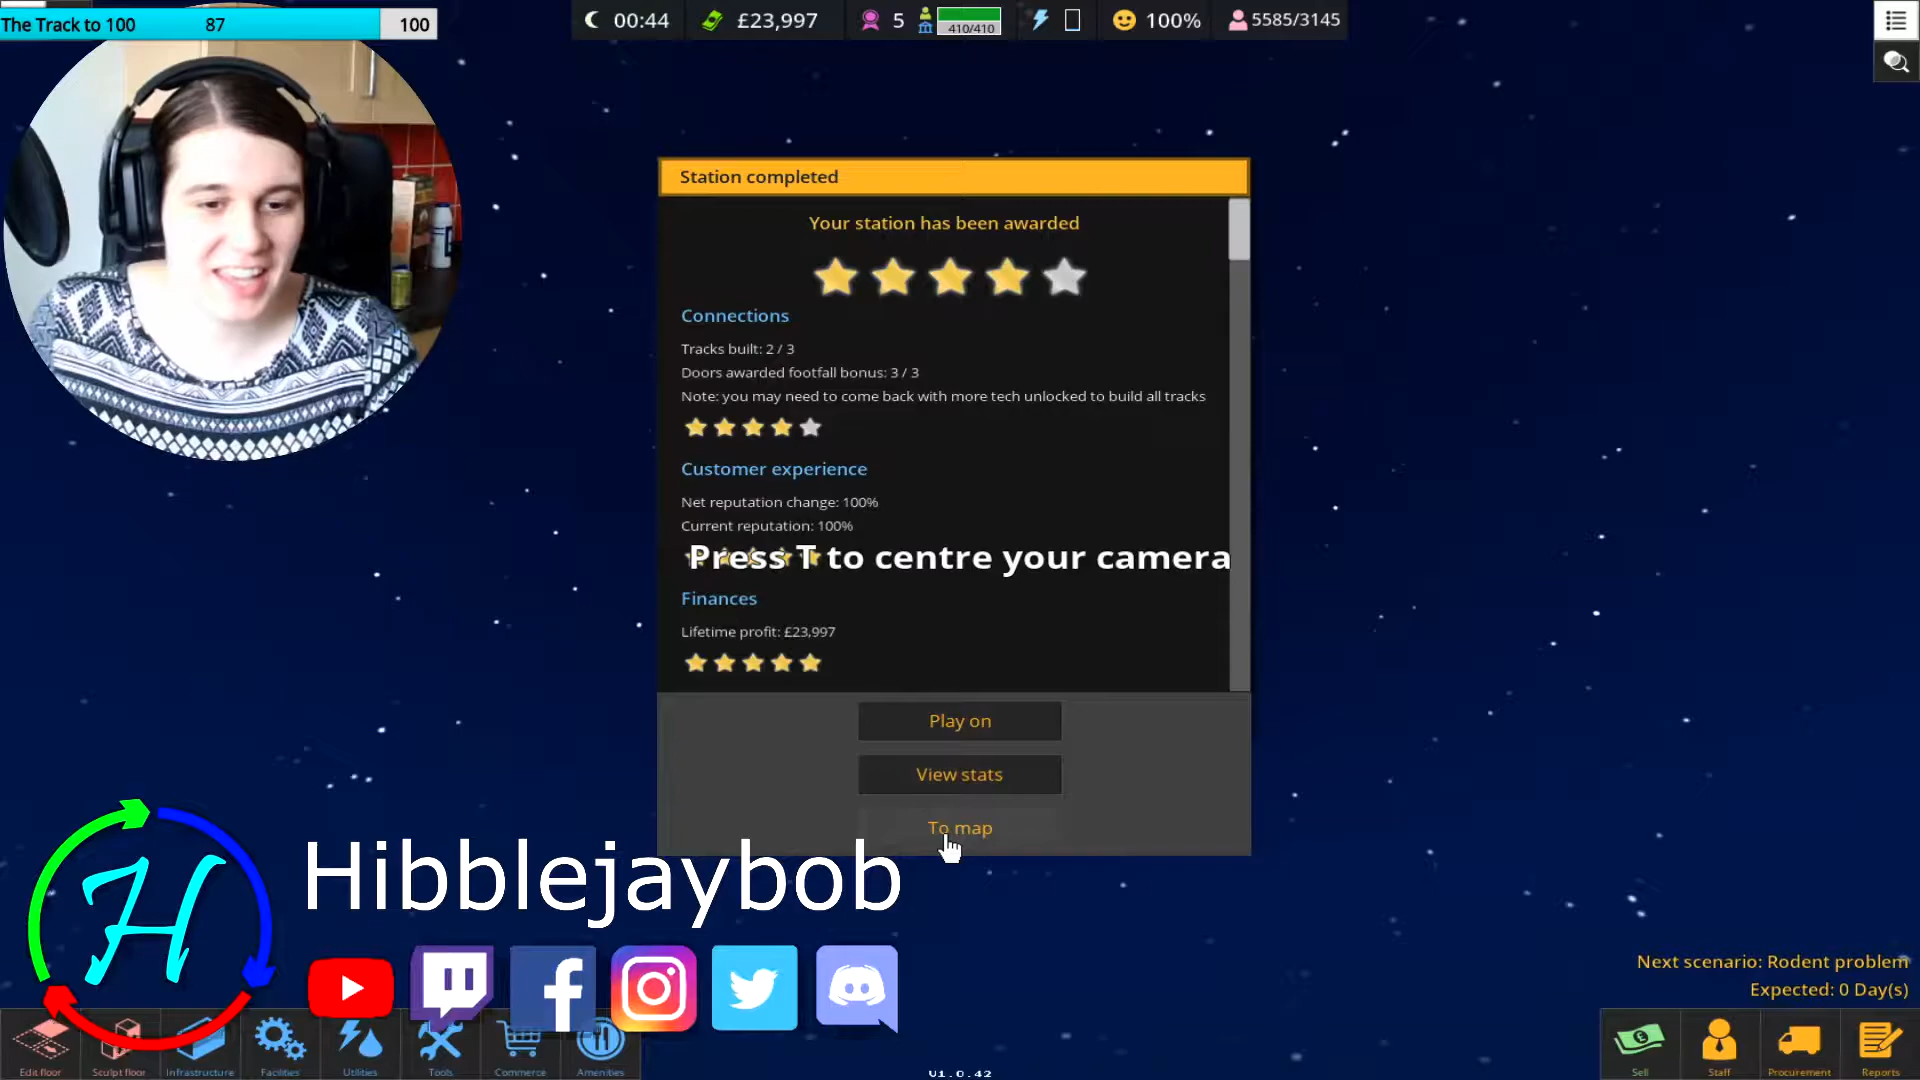 The Track to 100 87 100
00:44 £23,997 5 410/410 100% 5585/3145
Station completed
Your station has been awarded
Connections
Tracks built: 2 / 3
Doors awarded footfall bonus: 3 / 3
Note: you may need to come back with more tech unlocked to build all tracks
Customer experience
Net reputation change: 100%
Current reputation: 100%
Press T to centre your camera
Finances
Lifetime profit: £23,997
Play on
View stats
To map
H
Hibblejaybob
Next scenario: Rodent problem
Expected: 0 Day(s)
Edit floor Sculpt floor Infrastructure Facilities Utilities Tools Commerce Amenities
Sell Staff Procurement Reports
V1.0.42